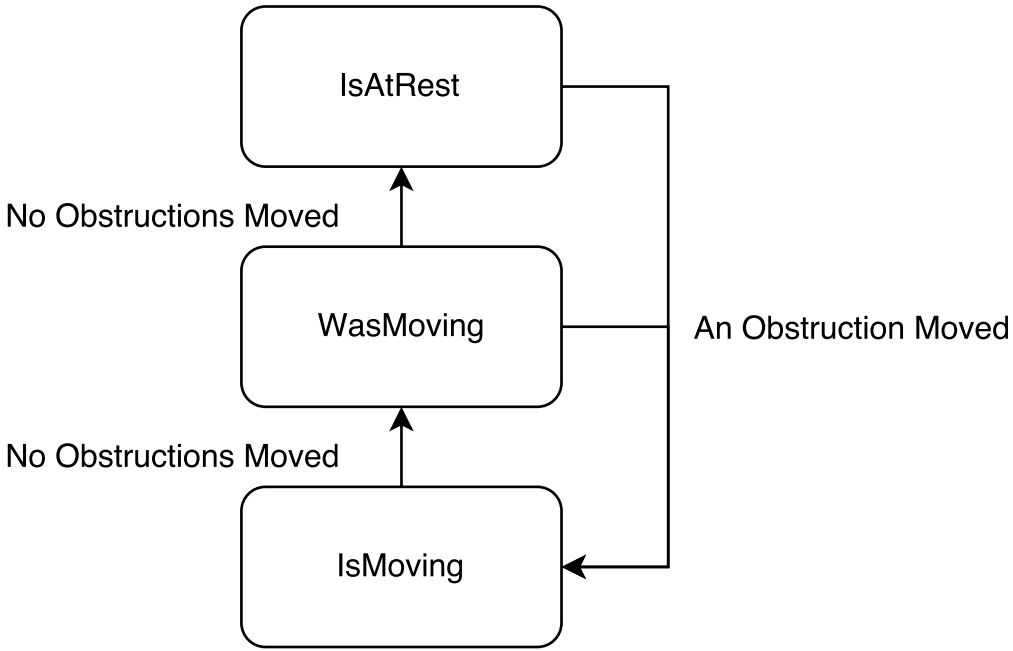 IsAtRest
No Obstructions Moved
WasMoving
An Obstruction Moved
No Obstructions Moved
IsMoving